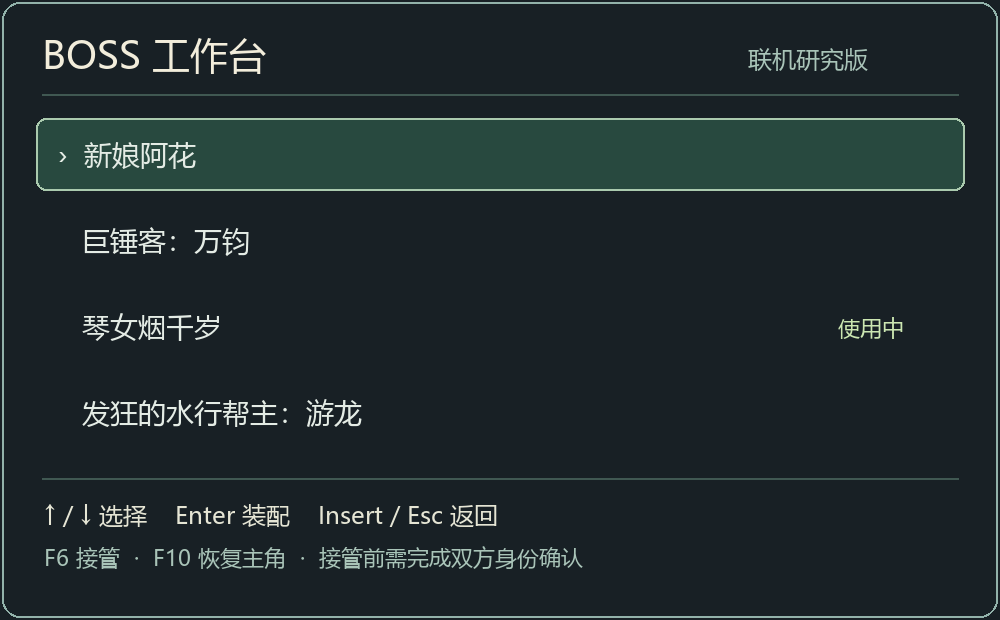 BOSS 工作台
联机研究版
› 新娘阿花
巨锤客：万钧
琴女烟千岁
使用中
发狂的水行帮主：游龙
↑/↓选择 Enter 装配 Insert / Esc 返回
F6 接管 · F10 恢复主角 · 接管前需完成双方身份确认